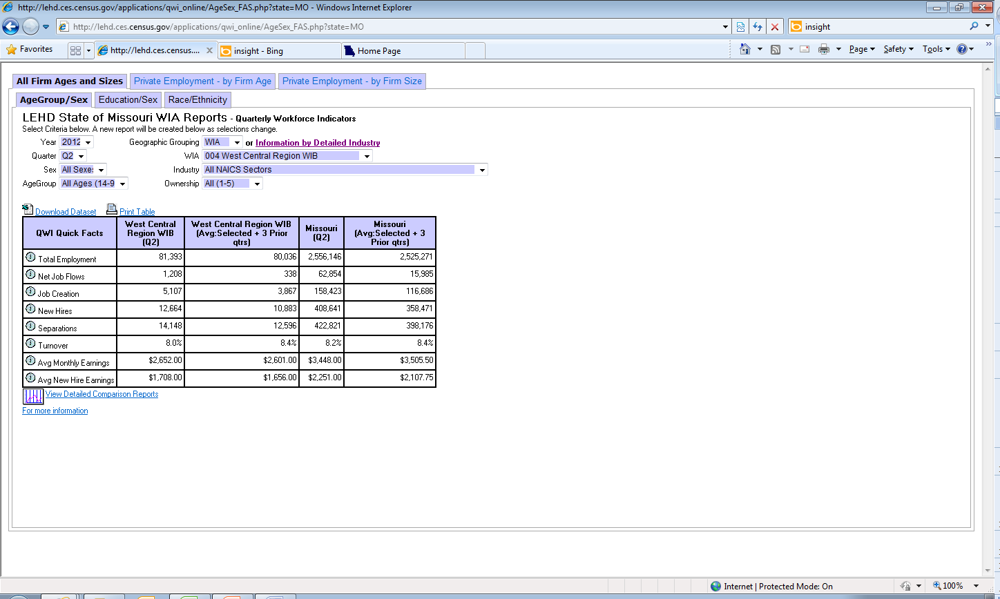 http://lehd.ces.census.gov/applications/qwi_online/AgeSex_FAS.php?state=MO - Windows Internet Explorer
http://lehd.ces.census.gov/applications/qwi_online/AgeSex_FAS.php?state=MO
insight
Favorites
http://lehd.ces.census....
insight - Bing
Home Page
Page
Safety
Tools
All Firm Ages and Sizes
Private Employment - by Firm Age
Private Employment - by Firm Size
AgeGroup/Sex
Education/Sex
Race/Ethnicity
LEHD State of Missouri WIA Reports - Quarterly Workforce Indicators
Select Criteria below. A new report will be created below as selections change.
Year 2012 Geographic Grouping WIA or Information by Detailed Industry
Quarter Q2 WIA 004 West Central Region WIB
Sex All Sexes Industry All NAICS Sectors
AgeGroup All Ages (14-9 Ownership All (1-5)
Download Dataset Print Table
QWI Quick Facts
West Central
Region WIB
(Q2)
West Central Region WIB
(Avg:Selected + 3 Prior
qtrs)
Missouri
(Q2)
Missouri
(Avg:Selected + 3
Prior qtrs)
Total Employment 81,393 80,036 2,556,146 2,525,271
Net Job Flows 1,208 338 62,854 15,985
Job Creation 5,107 3,867 158,423 116,686
New Hires 12,664 10,883 408,641 358,471
Separations 14,148 12,596 422,821 398,176
Turnover 8.0% 8.4% 8.2% 8.4%
Avg Monthly Earnings $2,652.00 $2,601.00 $3,448.00 $3,505.50
Avg New Hire Earnings $1,708.00 $1,656.00 $2,251.00 $2,107.75
View Detailed Comparison Reports
For more information
Internet | Protected Mode: On
100%